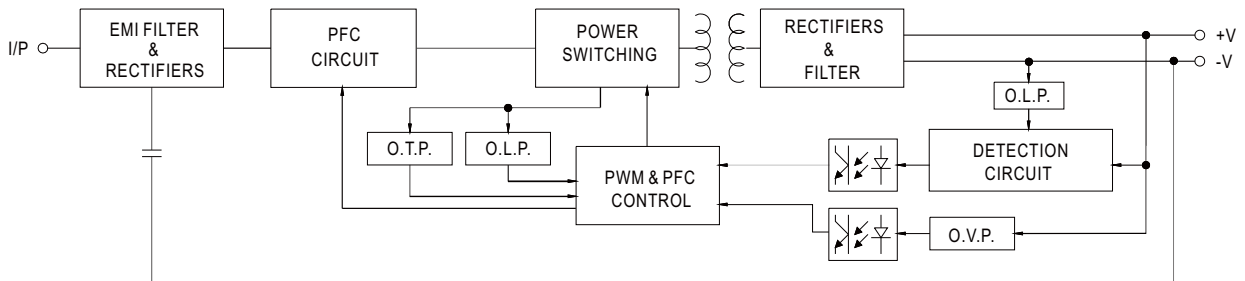 I/P
EMI FILTER
&
RECTIFIERS
PFC
CIRCUIT
POWER
SWITCHING
RECTIFIERS
&
FILTER
+V
-V
O.L.P.
O.T.P.
O.L.P.
PWM & PFC
CONTROL
DETECTION
CIRCUIT
O.V.P.